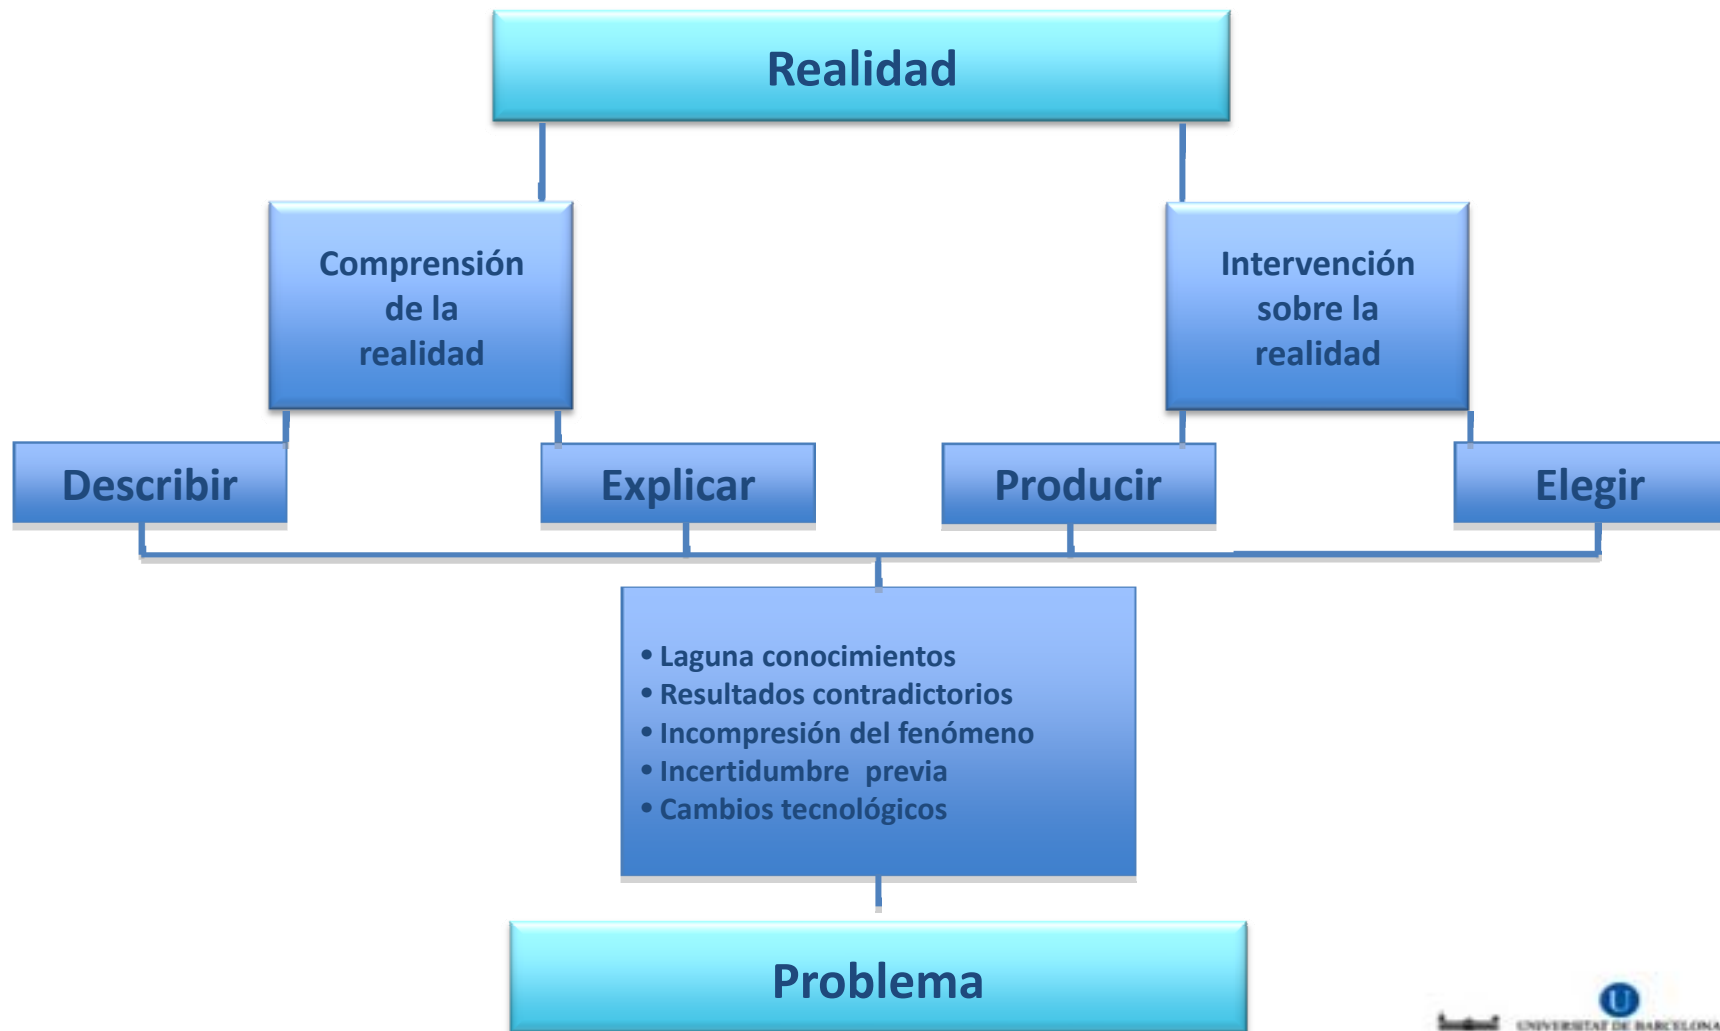 Realidad
Comprensión
de la
realidad
Intervención
sobre la
realidad
Describir
Explicar
Producir
Elegir
• Laguna conocimientos
• Resultados contradictorios
• Incompresión del fenómeno
• Incertidumbre  previa
• Cambios tecnológicos
Problema
U
UNIVERSITAT DE BARCELONA